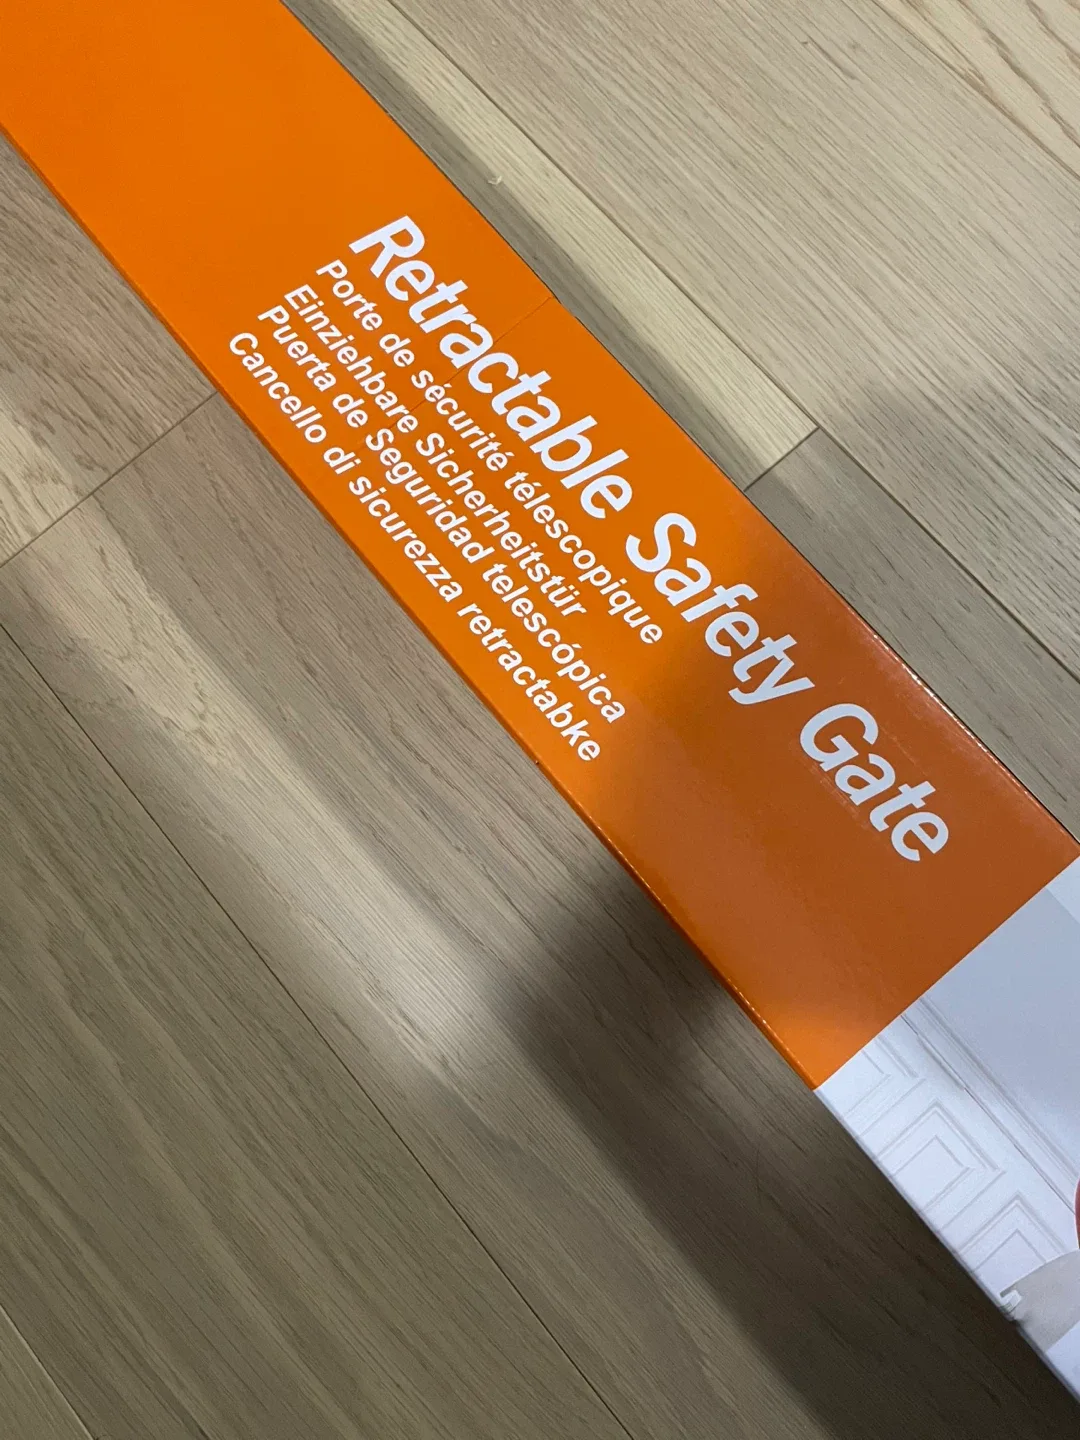 Retractable Safety Gate
Porte de sécurité télescopique
Einziehbare Sicherheitstür
Puerta de Seguridad telescópica
Cancello di sicurezza retractabke